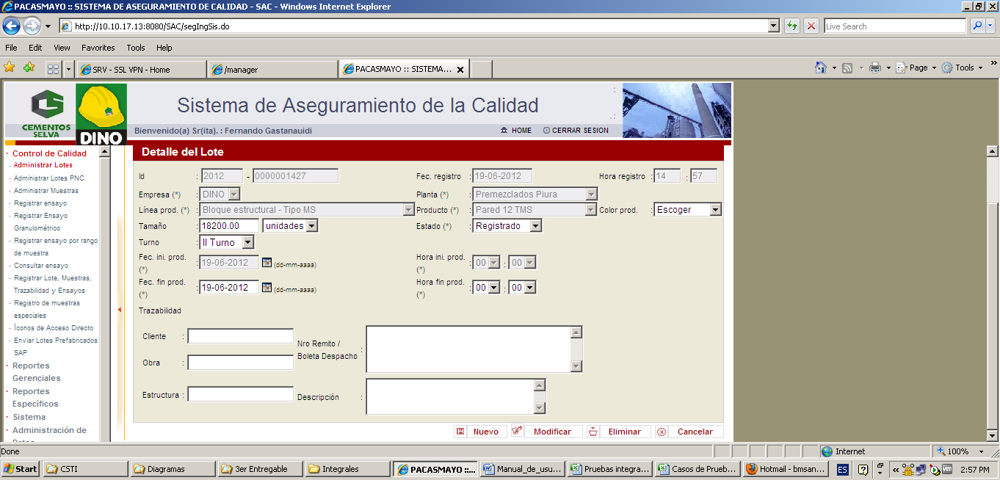 PACASMAYO :: SISTEMA DE ASEGURAMIENTO DE CALIDAD - SAC - Windows Internet Explorer
http://10.10.17.13:8080/SAC/segIngSis.do
Live Search
File Edit View Favorites Tools Help
SRV - SSL VPN - Home
/manager
PACASMAYO :: SISTEMA...
Page
Tools
CEMENTOS SELVA
DINO
Sistema de Aseguramiento de la Calidad
Bienvenido(a) Sr(ita). : Fernando Gastanauidi
HOME
CERRAR SESION
· Control de Calidad
· Administrar Lotes
· Administrar Lotes PNC
· Administrar Muestras
· Registrar ensayo
· Registrar Ensayo
Granulométrico
· Registrar ensayo por rango
de muestra
· Consultar ensayo
· Registrar Lote, Muestras,
Trazabilidad y Ensayos
· Registro de muestras
especiales
· Íconos de Acceso Directo
· Enviar Lotes Prefabricados
SAP
· Reportes
Gerenciales
· Reportes
Específicos
· Sistema
· Administración de
Detalle del Lote
Id : 2012 - 0000001427 Fec. registro : 19-06-2012 Hora registro : 14 : 57
Empresa (*) : DINO Planta (*) : Premezclados Piura
Línea prod. (*) : Bloque estructural - Tipo MS Producto (*) : Pared 12 TMS Color prod. : Escoger
Tamaño : 18200.00 unidades Estado (*) : Registrado
Turno : II Turno
Fec. ini. prod. (*) : 19-06-2012 (dd-mm-aaaa) Hora ini. prod. (*) : 00 : 00
Fec. fin prod. (*) : 19-06-2012 (dd-mm-aaaa) Hora fin prod. (*) : 00 : 00
Trazabilidad
Cliente :
Nro Remito /
Boleta Despacho :
Obra :
Estructura :
Descripción :
Nuevo Modificar Eliminar Cancelar
Done
Internet
100%
Start
CSTI
Diagramas
3er Entregable
Integrales
PACASMAYO ::...
Manual_de_usu...
Pruebas integra...
Casos de Prueb...
Hotmail - bmsan...
ES
2:57 PM